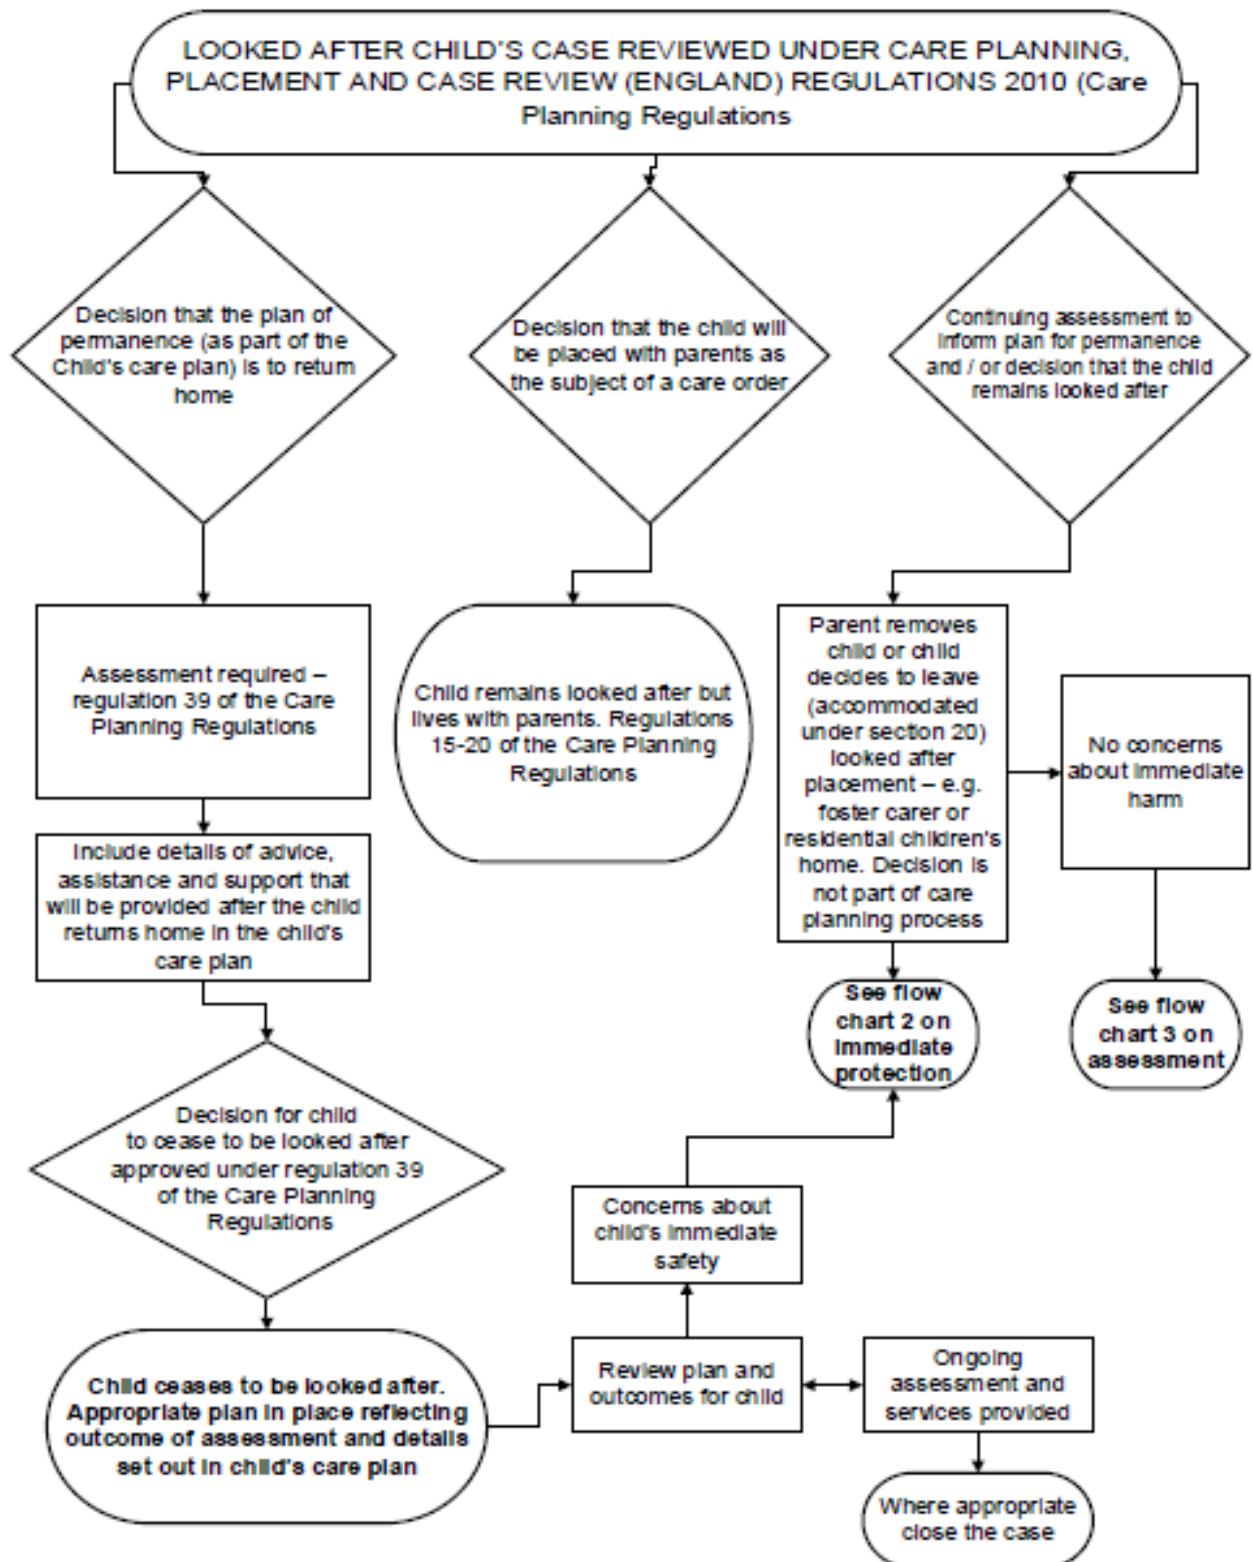 LOOKED AFTER CHILD'S CASE REVIEWED UNDER CARE PLANNING,
PLACEMENT AND CASE REVIEW (ENGLAND) REGULATIONS 2010 (Care
Planning Regulations
Decision that the plan of
permanence (as part of the
Child's care plan) is to return
home
Decision that the child will
be placed with parents as
the subject of a care order
Continuing assessment to
inform plan for permanence
and / or decision that the child
remains looked after
Assessment required –
regulation 39 of the Care
Planning Regulations
Child remains looked after but
lives with parents. Regulations
15-20 of the Care Planning
Regulations
Parent removes
child or child
decides to leave
(accommodated
under section 20)
looked after
placement – e.g.
foster carer or
residential children's
home. Decision is
not part of care
planning process
No concerns
about immediate
harm
Include details of advice,
assistance and support that
will be provided after the child
returns home in the child's
care plan
See flow
chart 2 on
immediate
protection
See flow
chart 3 on
assessment
Decision for child
to cease to be looked after
approved under regulation 39
of the Care Planning
Regulations
Concerns about
child's immediate
safety
Child ceases to be looked after.
Appropriate plan in place reflecting
outcome of assessment and details
set out in child's care plan
Review plan and
outcomes for child
Ongoing
assessment and
services provided
Where appropriate
close the case